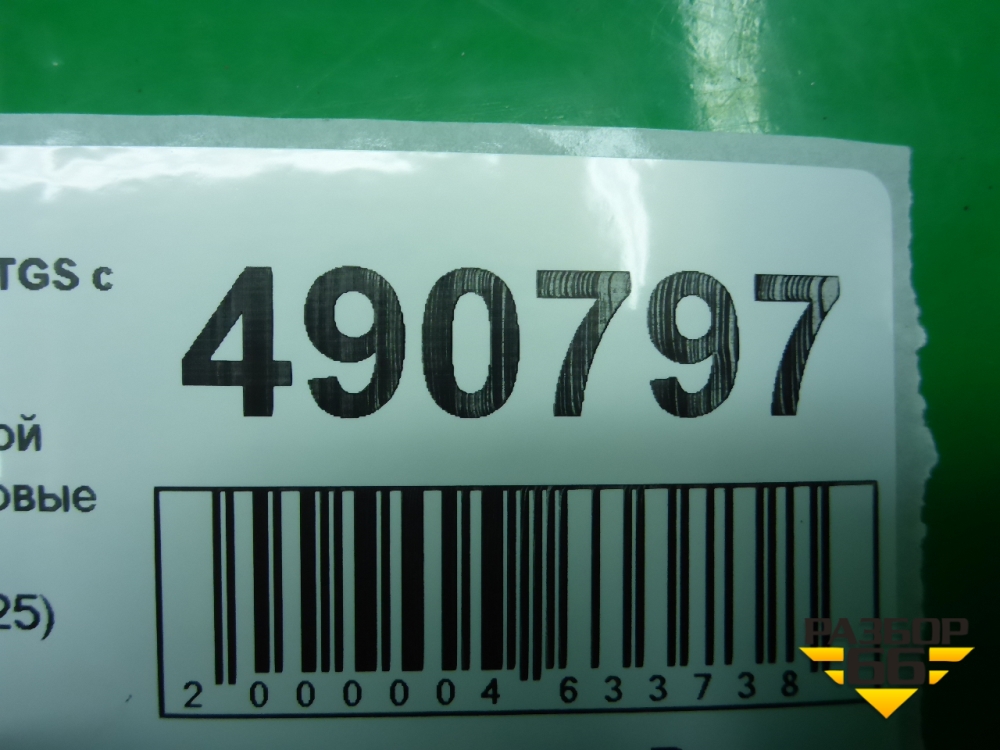 TGS с
490797
ой
овые
25)
2 000004 633738
РАЗБОР
66